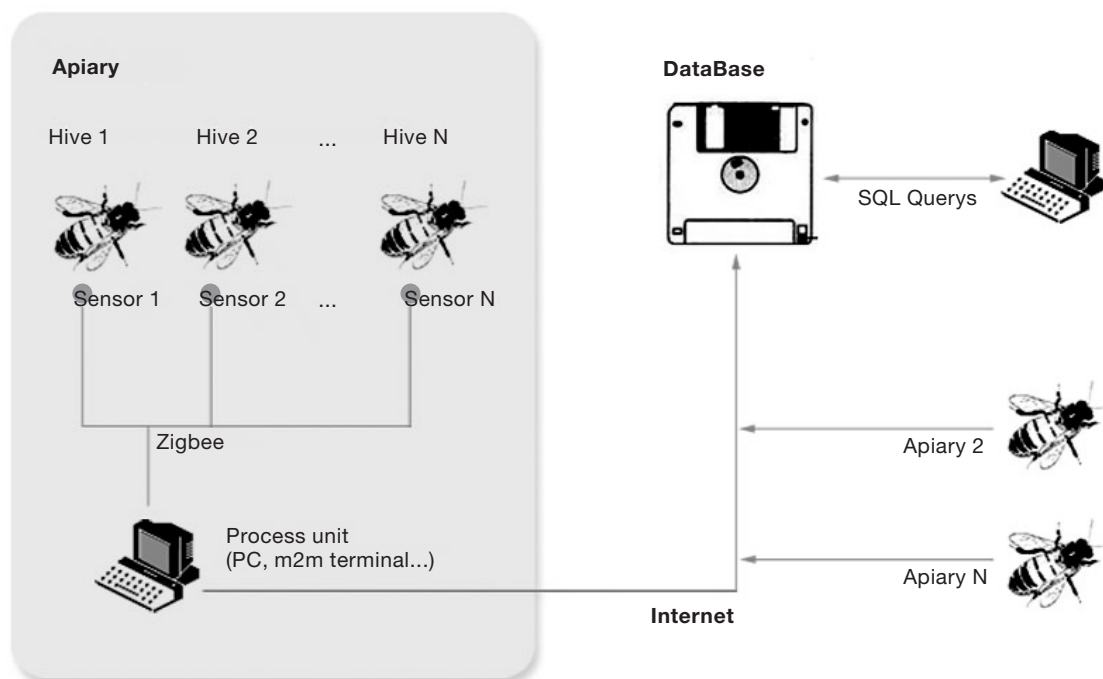 Apiary
Hive 1
Hive 2
...
Hive N
Sensor 1
Sensor 2
...
Sensor N
Zigbee
Process unit
(PC, m2m terminal...)
DataBase
SQL Querys
Apiary 2
Apiary N
Internet